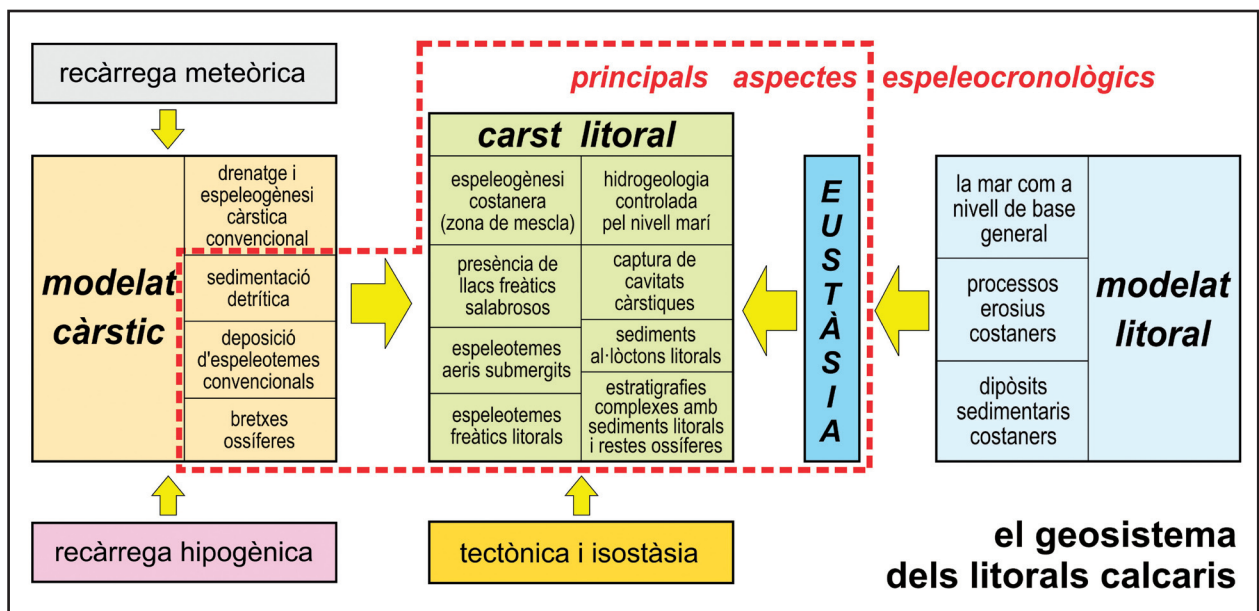 recàrrega meteòrica
principals aspectes espeleocronològics
modelat
càrstic
drenatge i
espeleogènesi
càrstica
convencional
sedimentació
detrítica
deposició
d'espeleotemes
convencionals
bretxes
ossíferes
recàrrega hipogènica
carst litoral
espeleogènesi
costanera
(zona de mescla)
presència de
llacs freàtics
salabrosos
espeleotemes
aeris submergits
espeleotemes
freàtics litorals
hidrogeologia
controlada
pel nivell marí
captura de
cavitats
càrstiques
sediments
al·lòctons litorals
estratigrafies
complexes amb
sediments litorals
i restes ossíferes
tectònica i isostàsia
EUSTÀSIA
la mar com a
nivell de base
general
processos
erosius
costaners
dipòsits
sedimentaris
costaners
modelat
litoral
el geosistema
dels litorals calcaris